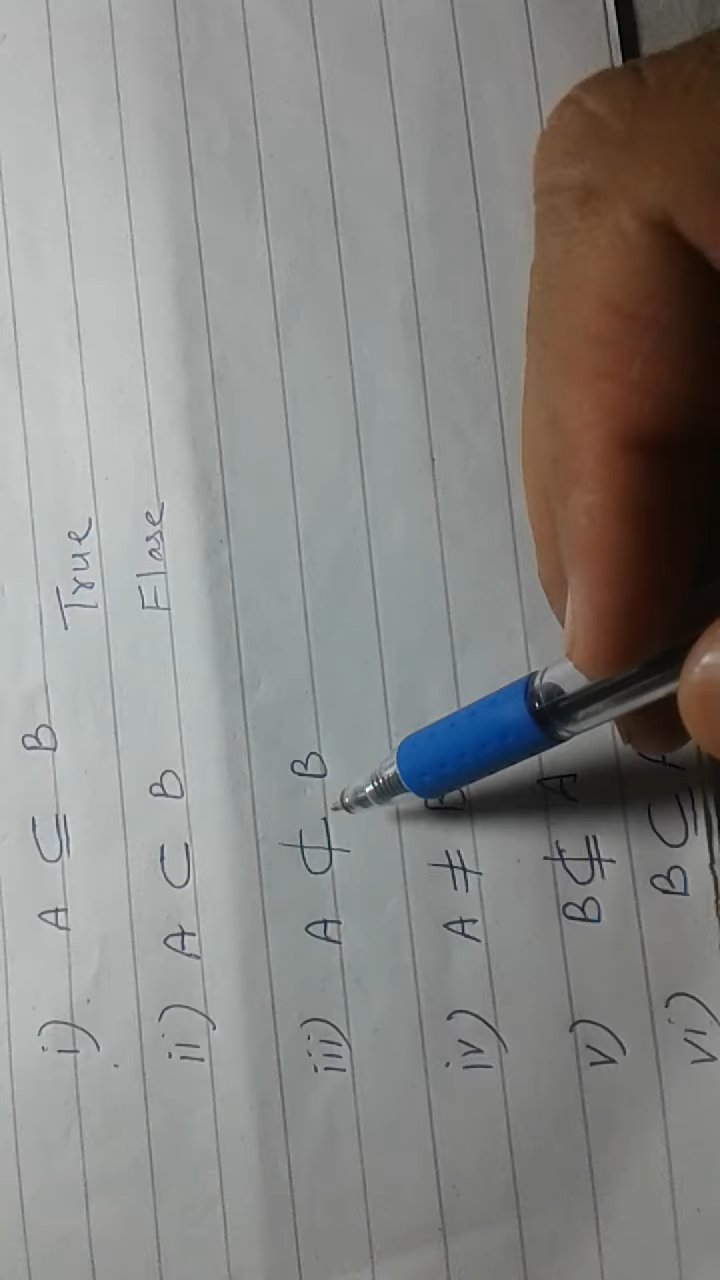 i) A ⊆ B True
ii) A ⊂ B Flase
iii) A ⊄ B
iv) A ≠ B
v) B ⊈ A
vi) B ⊆